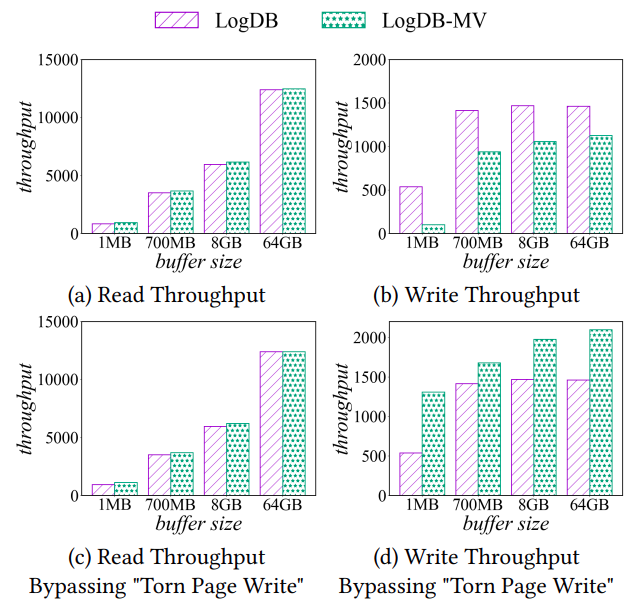 LogDB LogDB-MV
15000
10000
5000
0
throughput
1MB 700MB 8GB 64GB
buffer size
(a) Read Throughput
2000
1500
1000
500
0
throughput
1MB 700MB 8GB 64GB
buffer size
(b) Write Throughput
15000
10000
5000
0
throughput
1MB 700MB 8GB 64GB
buffer size
(c) Read Throughput
Bypassing "Torn Page Write"
2000
1500
1000
500
0
throughput
1MB 700MB 8GB 64GB
buffer size
(d) Write Throughput
Bypassing "Torn Page Write"